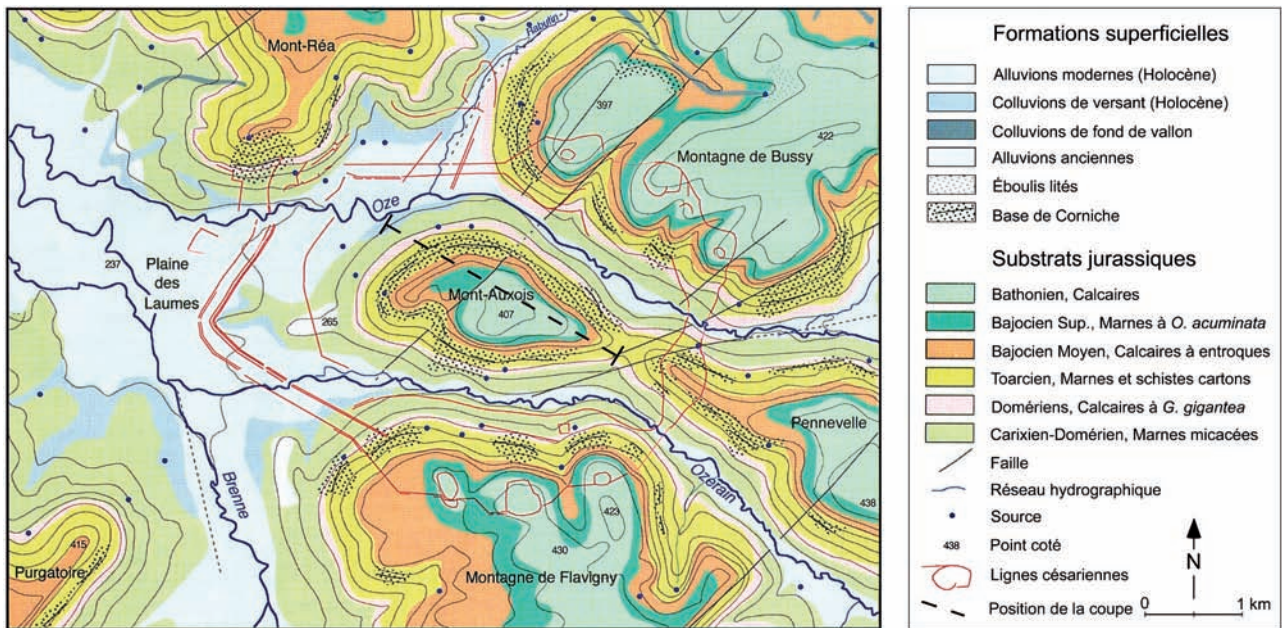 Mont-Réa
Rabutin
397
422
Montagne de Bussy
Oze
237
Plaine
des
Laumes
265
Mont-Auxois
407
Pennevelle
438
Brenne
Ozerain
423
430
415
Purgatoire
Montagne de Flavigny
Formations superficielles
Alluvions modernes (Holocène)
Colluvions de versant (Holocène)
Colluvions de fond de vallon
Alluvions anciennes
Éboulis lités
Base de Corniche
Substrats jurassiques
Bathonien, Calcaires
Bajocien Sup., Marnes à O. acuminata
Bajocien Moyen, Calcaires à entroques
Toarcien, Marnes et schistes cartons
Domériens, Calcaires à G. gigantea
Carixien-Domérien, Marnes micacées
Faille
Réseau hydrographique
Source
438 Point coté
Lignes césariennes
Position de la coupe
N
0 1 km